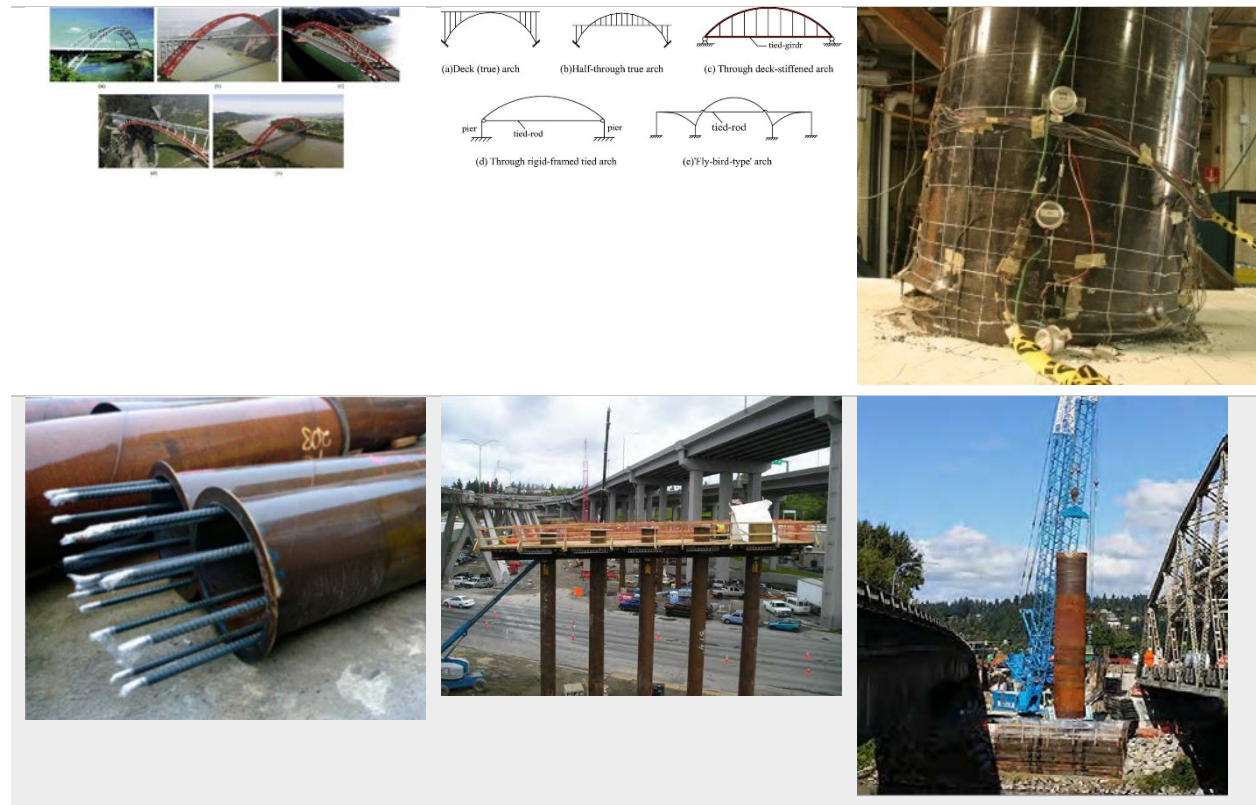 (a)Deck (true) arch
(b)Half-through true arch
tied-girdr
(c) Through deck-stiffened arch
pier
tied-rod
pier
(d) Through rigid-framed tied arch
tied-rod
(e)'Fly-bird-type' arch
203